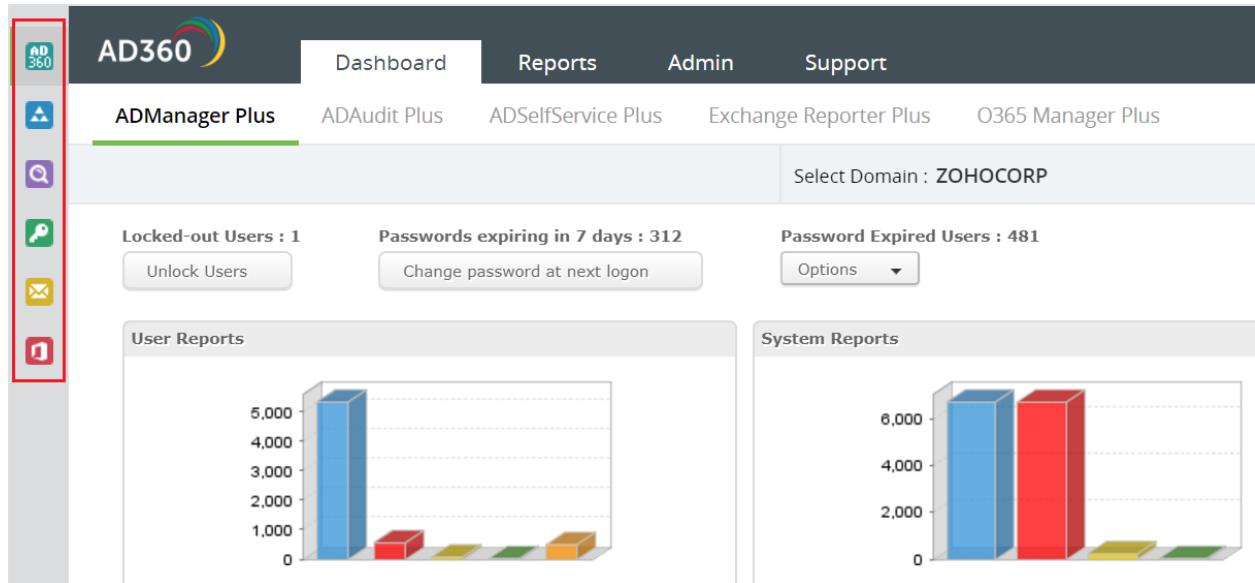 AD
360
AD360
Dashboard Reports Admin Support
ADManager Plus ADAudit Plus ADSelfService Plus Exchange Reporter Plus O365 Manager Plus
Select Domain : ZOHOCORP
Locked-out Users : 1 Passwords expiring in 7 days : 312 Password Expired Users : 481
Unlock Users Change password at next logon Options
User Reports System Reports
5,000
4,000
3,000
2,000
1,000
0
6,000
4,000
2,000
0